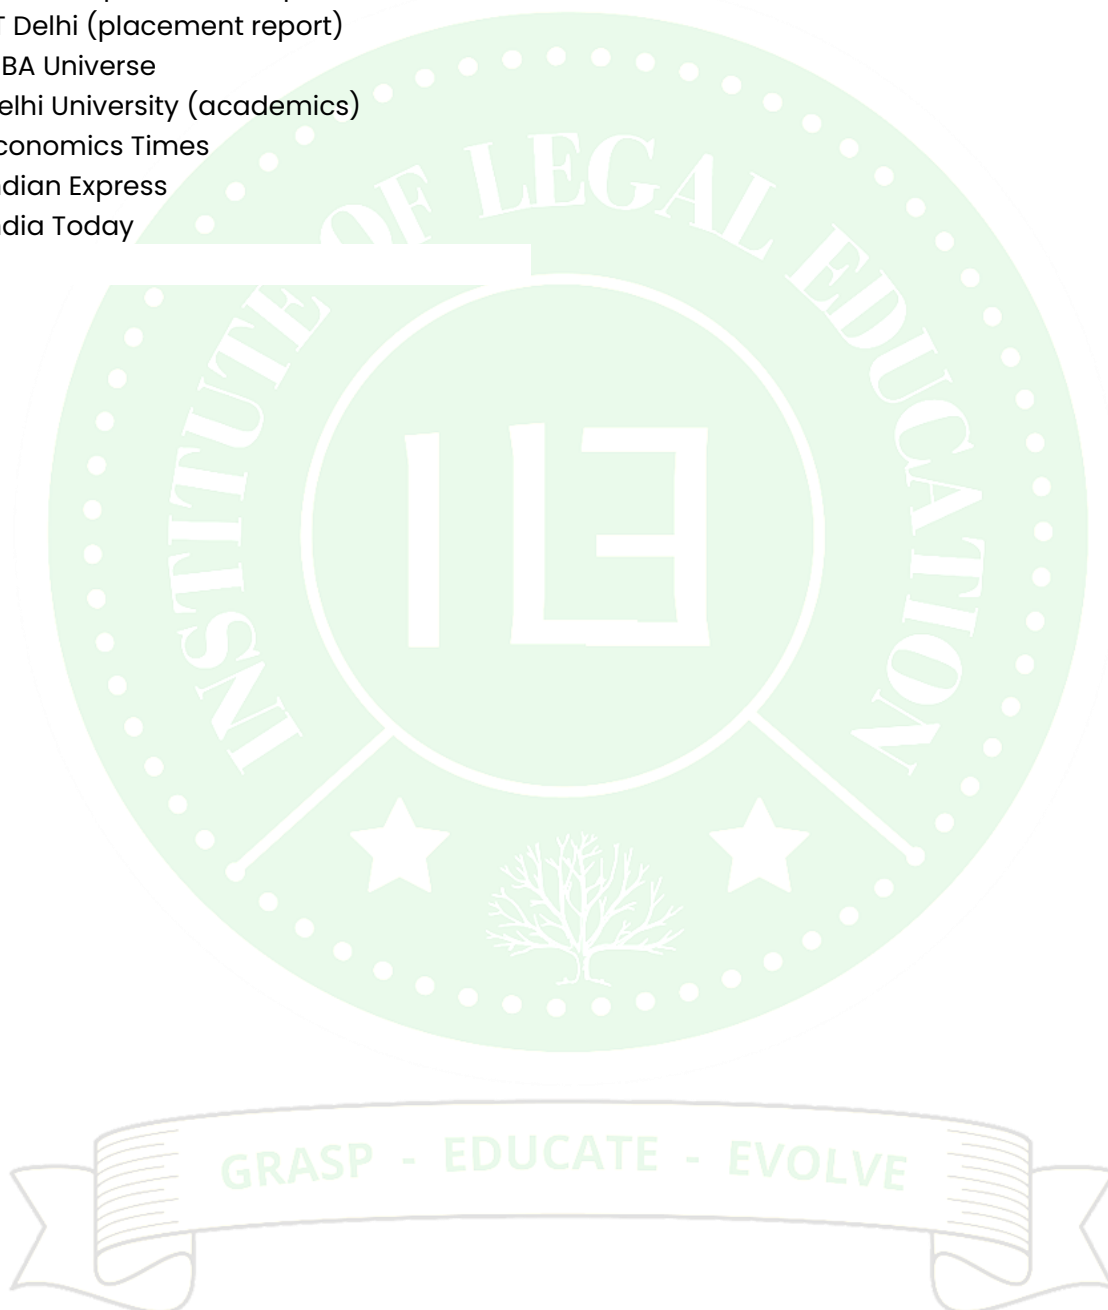 T Delhi (placement report)
BA Universe
elhi University (academics)
conomics Times
dian Express
dia Today
INSTITUTE OF LEGAL EDUCATION
ILE
GRASP - EDUCATE - EVOLVE